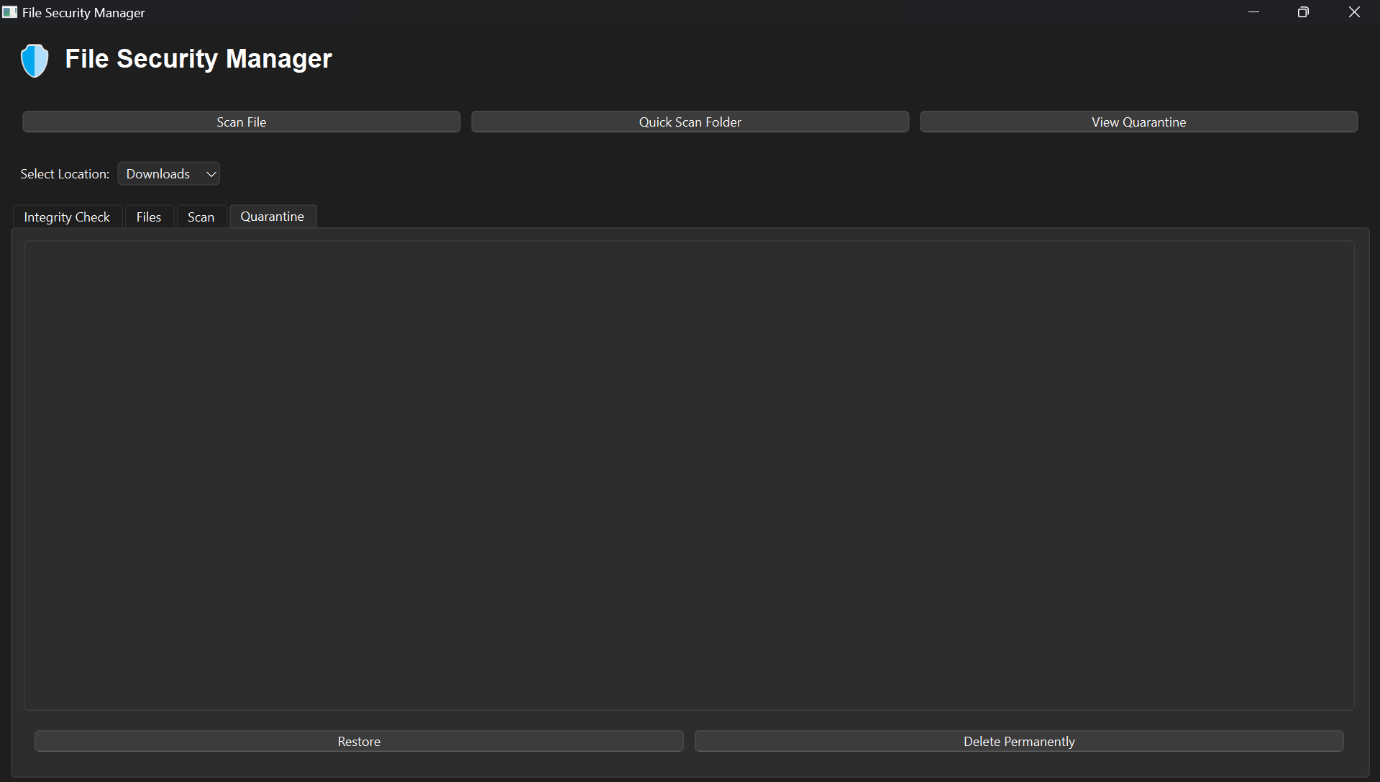 File Security Manager
File Security Manager
Scan File Quick Scan Folder View Quarantine
Select Location: Downloads
Integrity Check Files Scan Quarantine
Restore Delete Permanently